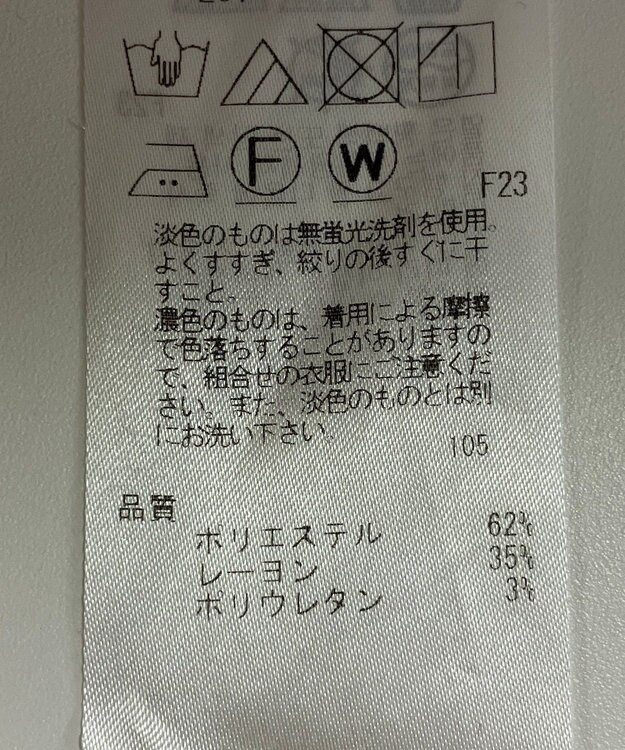 F
W
F23
淡色のものは無蛍光洗剤を使用。
よくすすぎ、絞りの後すぐに干
すこと。
濃色のものは、着用による摩擦
で色落ちすることがありますの
で、組合せの衣服にご注意くだ
さい。また、淡色のものとは別
にお洗い下さい。
105
品質
ポリエステル 62%
レーヨン 35%
ポリウレタン 3%